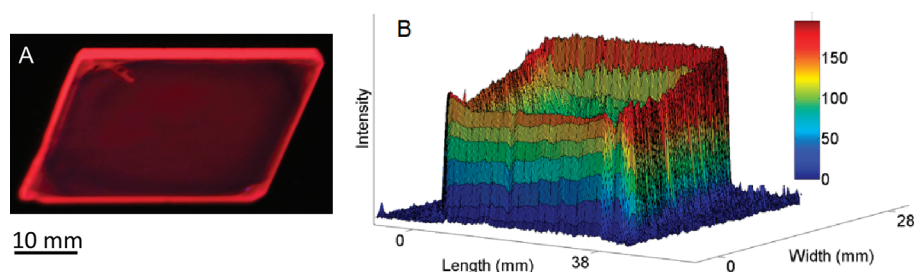 A
10 mm
B
Intensity
0
38
Length (mm)
0
28
Width (mm)
150
100
50
0